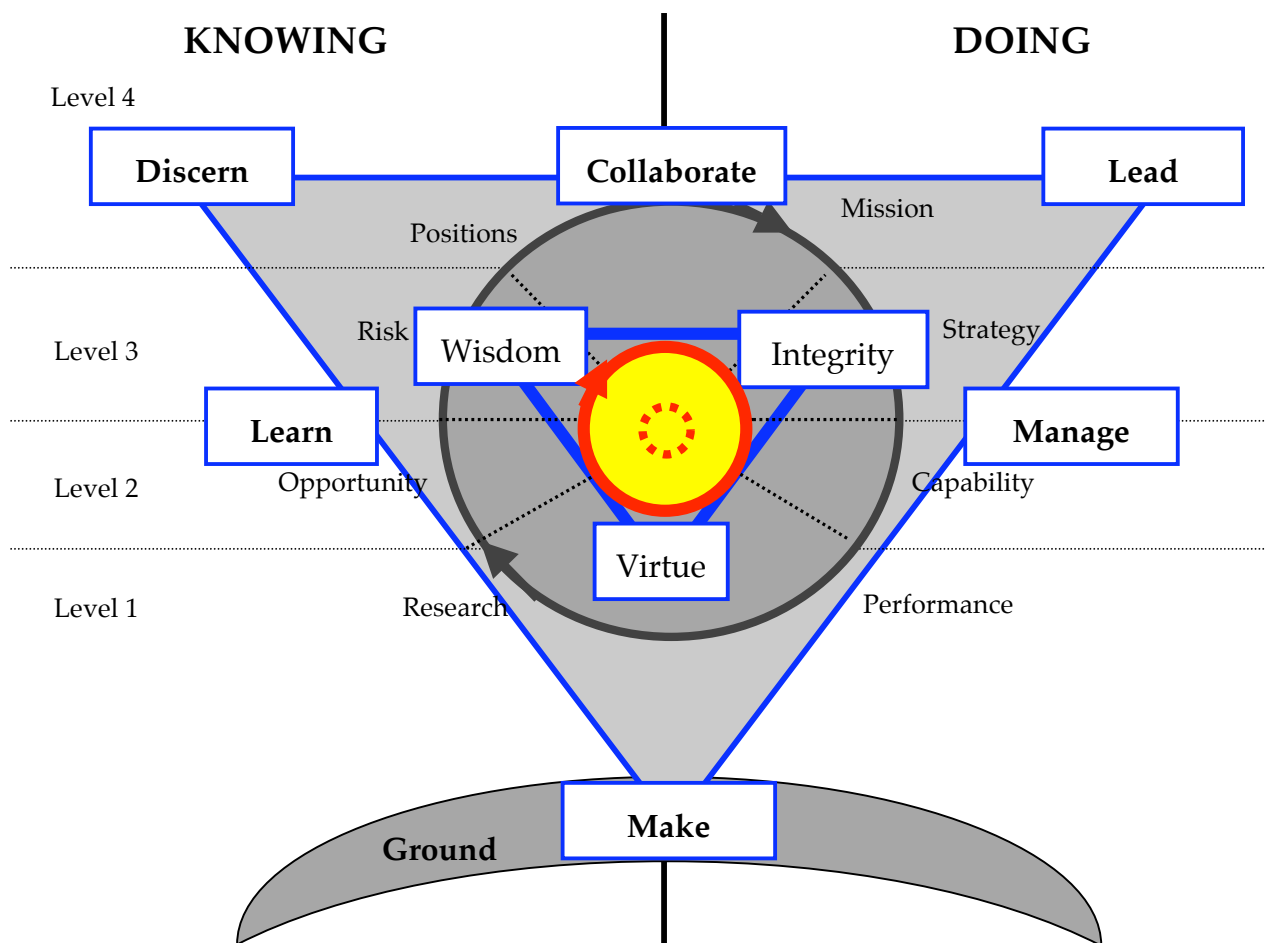 KNOWING
DOING
Level 4
Discern
Collaborate
Lead
Mission
Positions
Risk
Wisdom
Integrity
Strategy
Level 3
Learn
Manage
Opportunity
Capability
Level 2
Virtue
Level 1
Research
Performance
Make
Ground